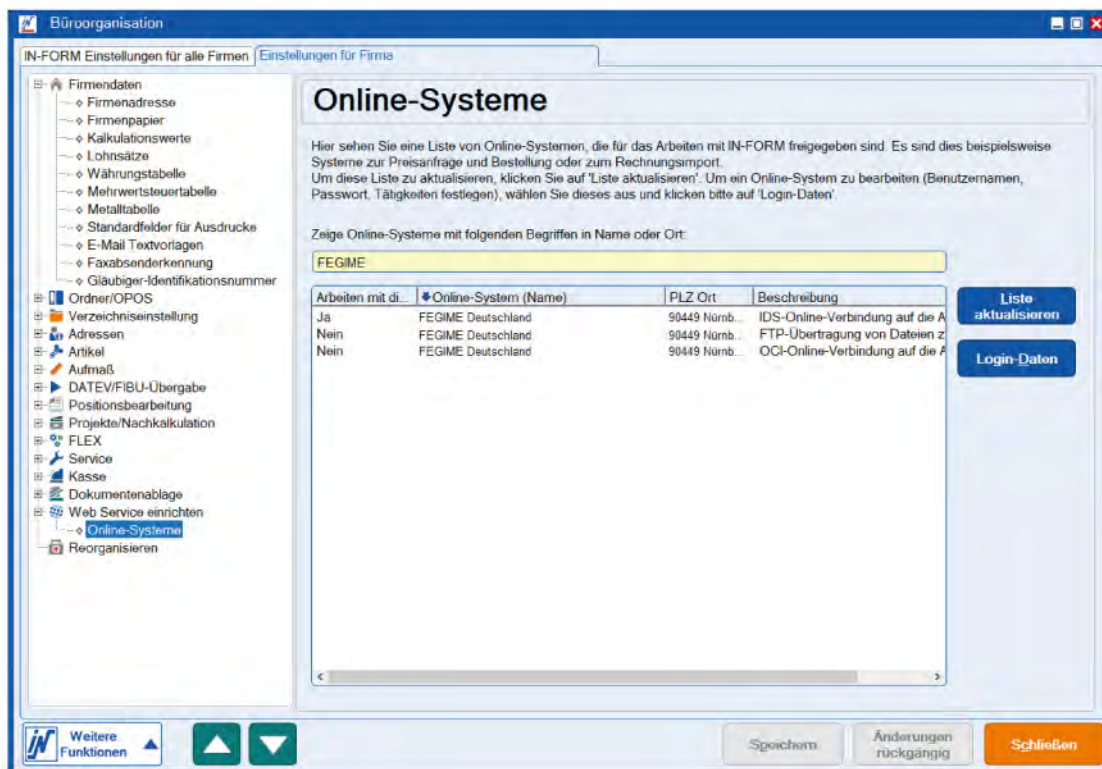 Büroorganisation
IN-FORM Einstellungen für alle Firmen
Einstellungen für Firma
Firmendaten
Firmenadresse
Firmenpapier
Kalkulationswerte
Lohnsätze
Währungstabelle
Mehrwertsteuertabelle
Metalltabelle
Standardfelder für Ausdrucke
E-Mail Textvorlagen
Faxabsenderkennung
Gläubiger-Identifikationsnummer
Ordner/OPOS
Verzeichniseinstellung
Adressen
Artikel
Aufmaß
DATEV/FIBU-Übergabe
Positionsbearbeitung
Projekte/Nachkalkulation
FLEX
Service
Kasse
Dokumentenablage
Web Service einrichten
Online-Systeme
Reorganisieren
Online-Systeme
Hier sehen Sie eine Liste von Online-Systemen, die für das Arbeiten mit IN-FORM freigegeben sind. Es sind dies beispielsweise
Systeme zur Preisanfrage und Bestellung oder zum Rechnungsimport.
Um diese Liste zu aktualisieren, klicken Sie auf 'Liste aktualisieren'. Um ein Online-System zu bearbeiten (Benutzernamen,
Passwort, Tätigkeiten festlegen), wählen Sie dieses aus und klicken bitte auf 'Login-Daten'.
Zeige Online-Systeme mit folgenden Begriffen in Name oder Ort:
FEGIME
Arbeiten mit di... Online-System (Name) PLZ Ort Beschreibung
Ja FEGIME Deutschland 90449 Nürnb... IDS-Online-Verbindung auf die A
Nein FEGIME Deutschland 90449 Nürnb... FTP-Übertragung von Dateien z
Nein FEGIME Deutschland 90449 Nürnb... OCI-Online-Verbindung auf die A
Liste
aktualisieren
Login-Daten
Weitere
Funktionen
Speichern
Änderungen
rückgängig
Schließen